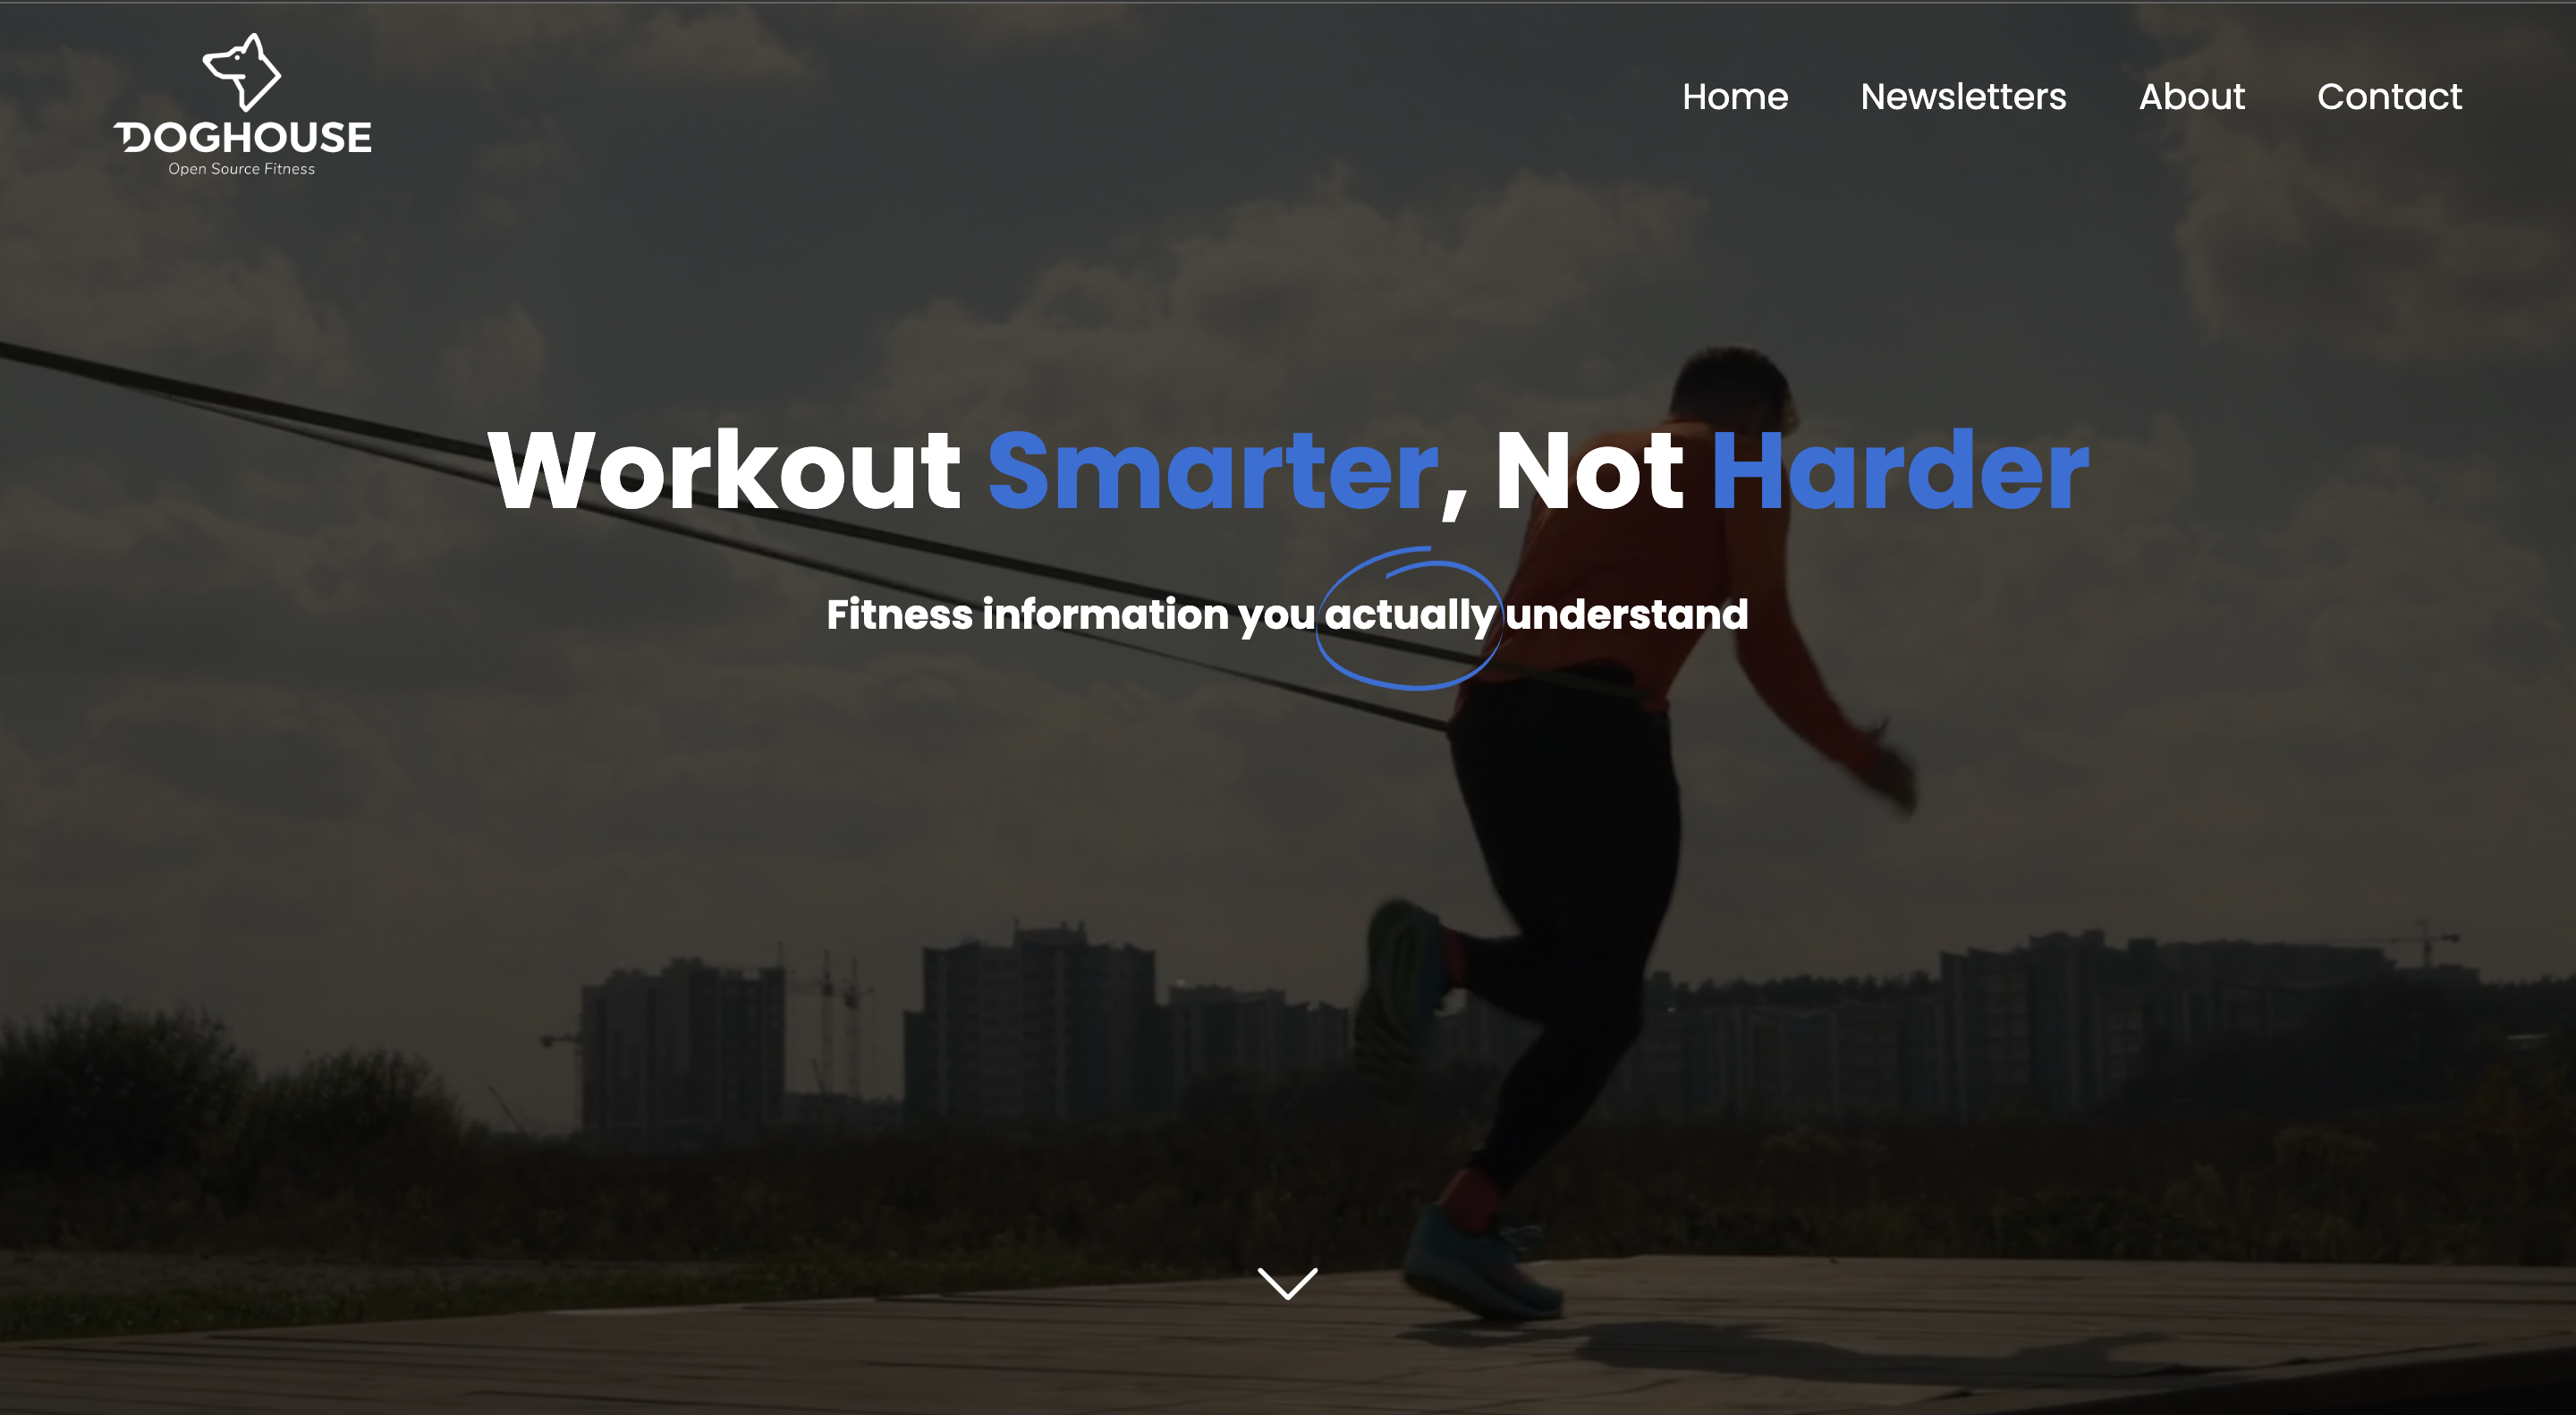 DOGHOUSE
Open Source Fitness
Home Newsletters About Contact
Workout Smarter, Not Harder
Fitness information you actually understand